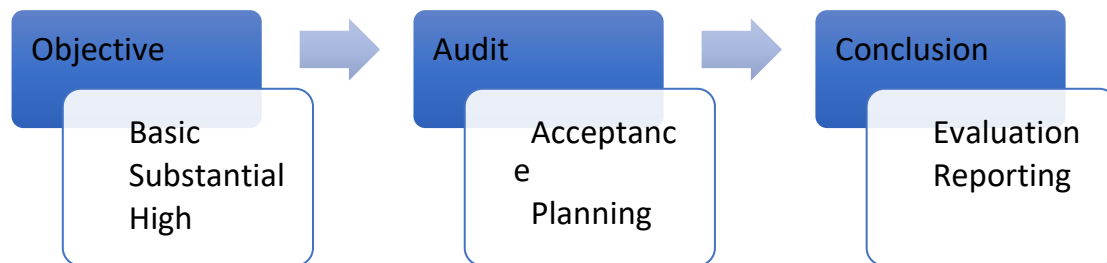 Objective
Basic
Substantial
High
Audit
Acceptanc
e
Planning
Conclusion
Evaluation
Reporting